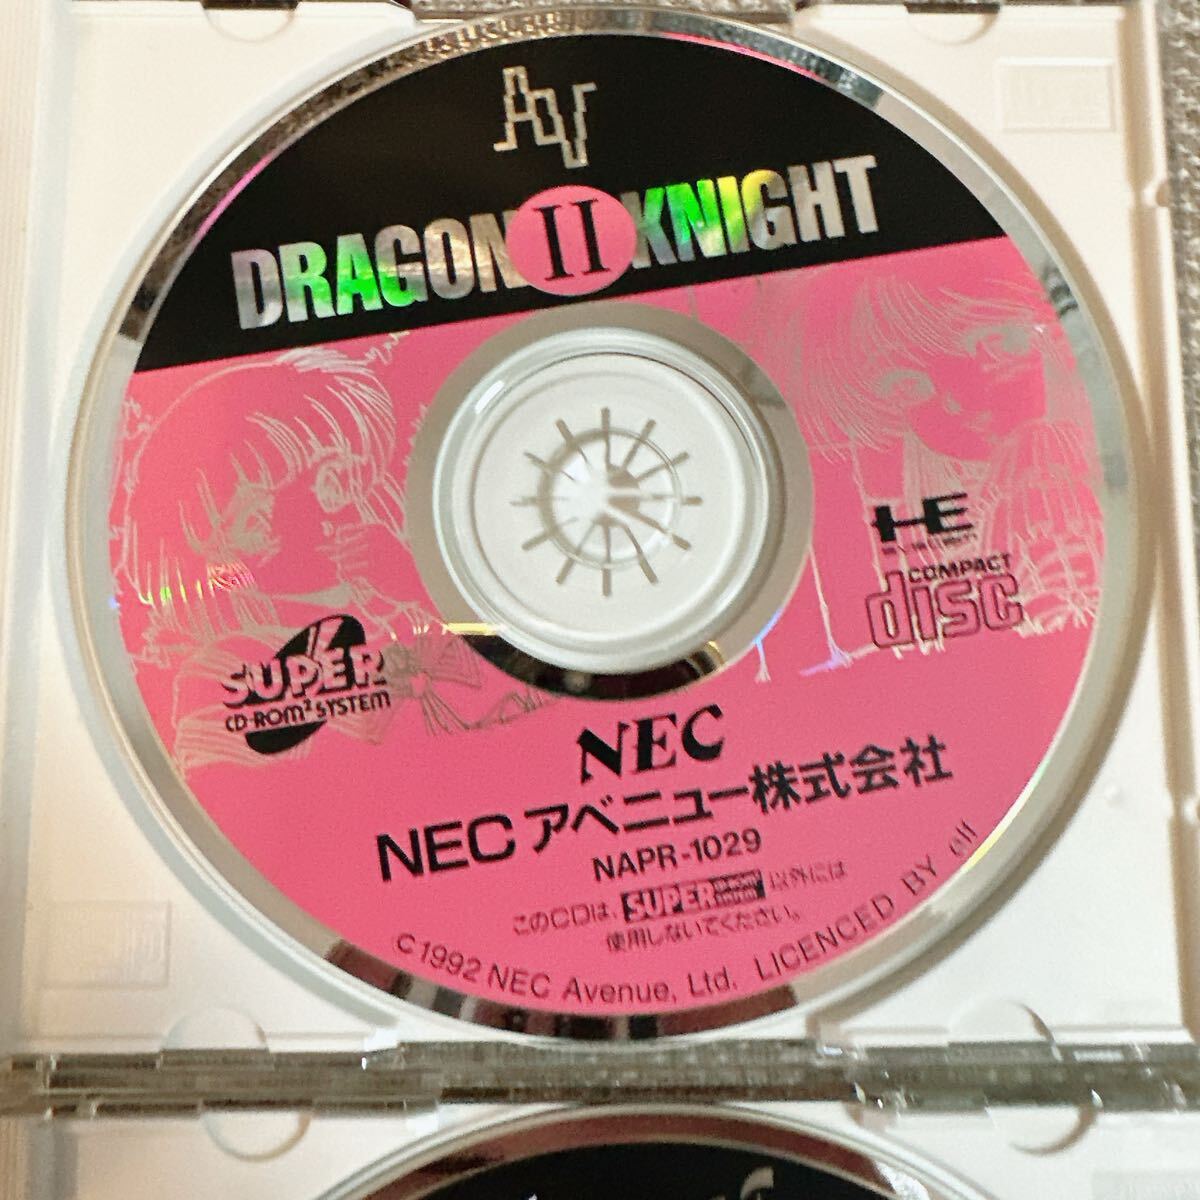 AV
DRAGON II KNIGHT
HE
COMPACT
disc
SUPER
CD-ROM² SYSTEM
NEC
NECアベニュー株式会社
NAPR-1029
このCDは、SUPER 以外には
使用しないでください。
C 1992 NEC Avenue, Ltd. LICENCED BY elf